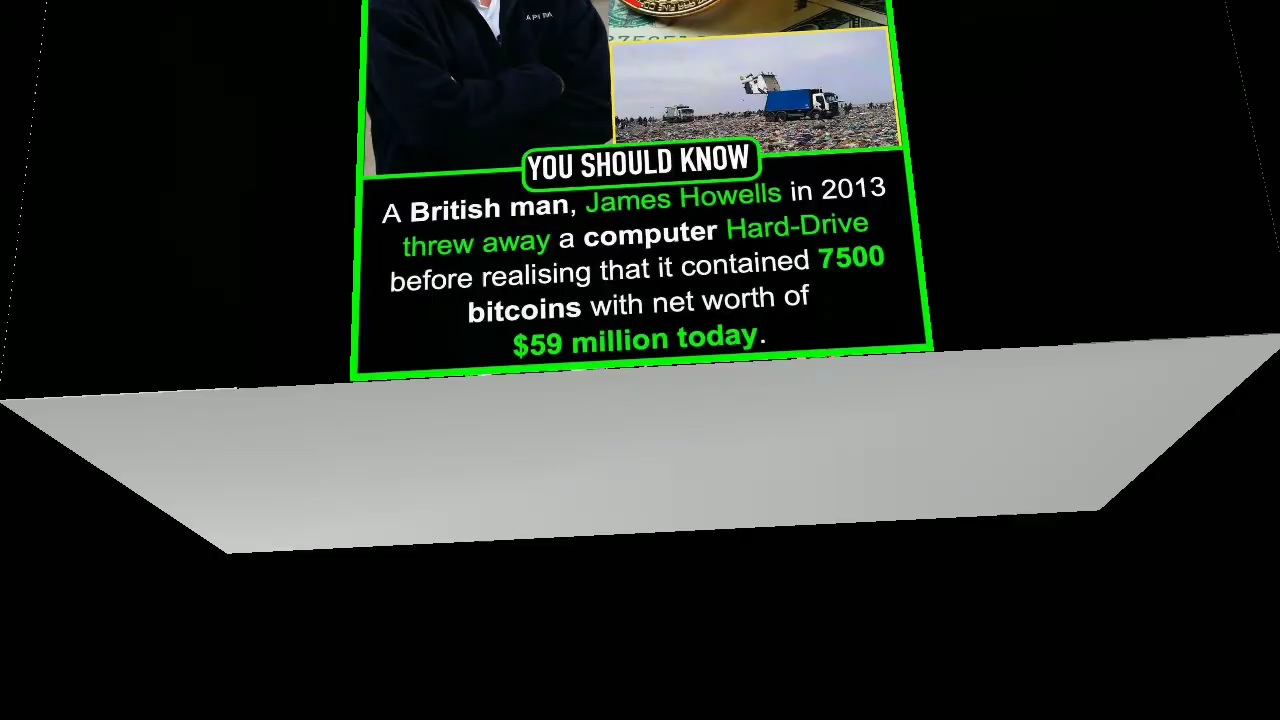 YOU SHOULD KNOW
A British man, James Howells in 2013
threw away a computer Hard-Drive
before realising that it contained 7500
bitcoins with net worth of
$59 million today.